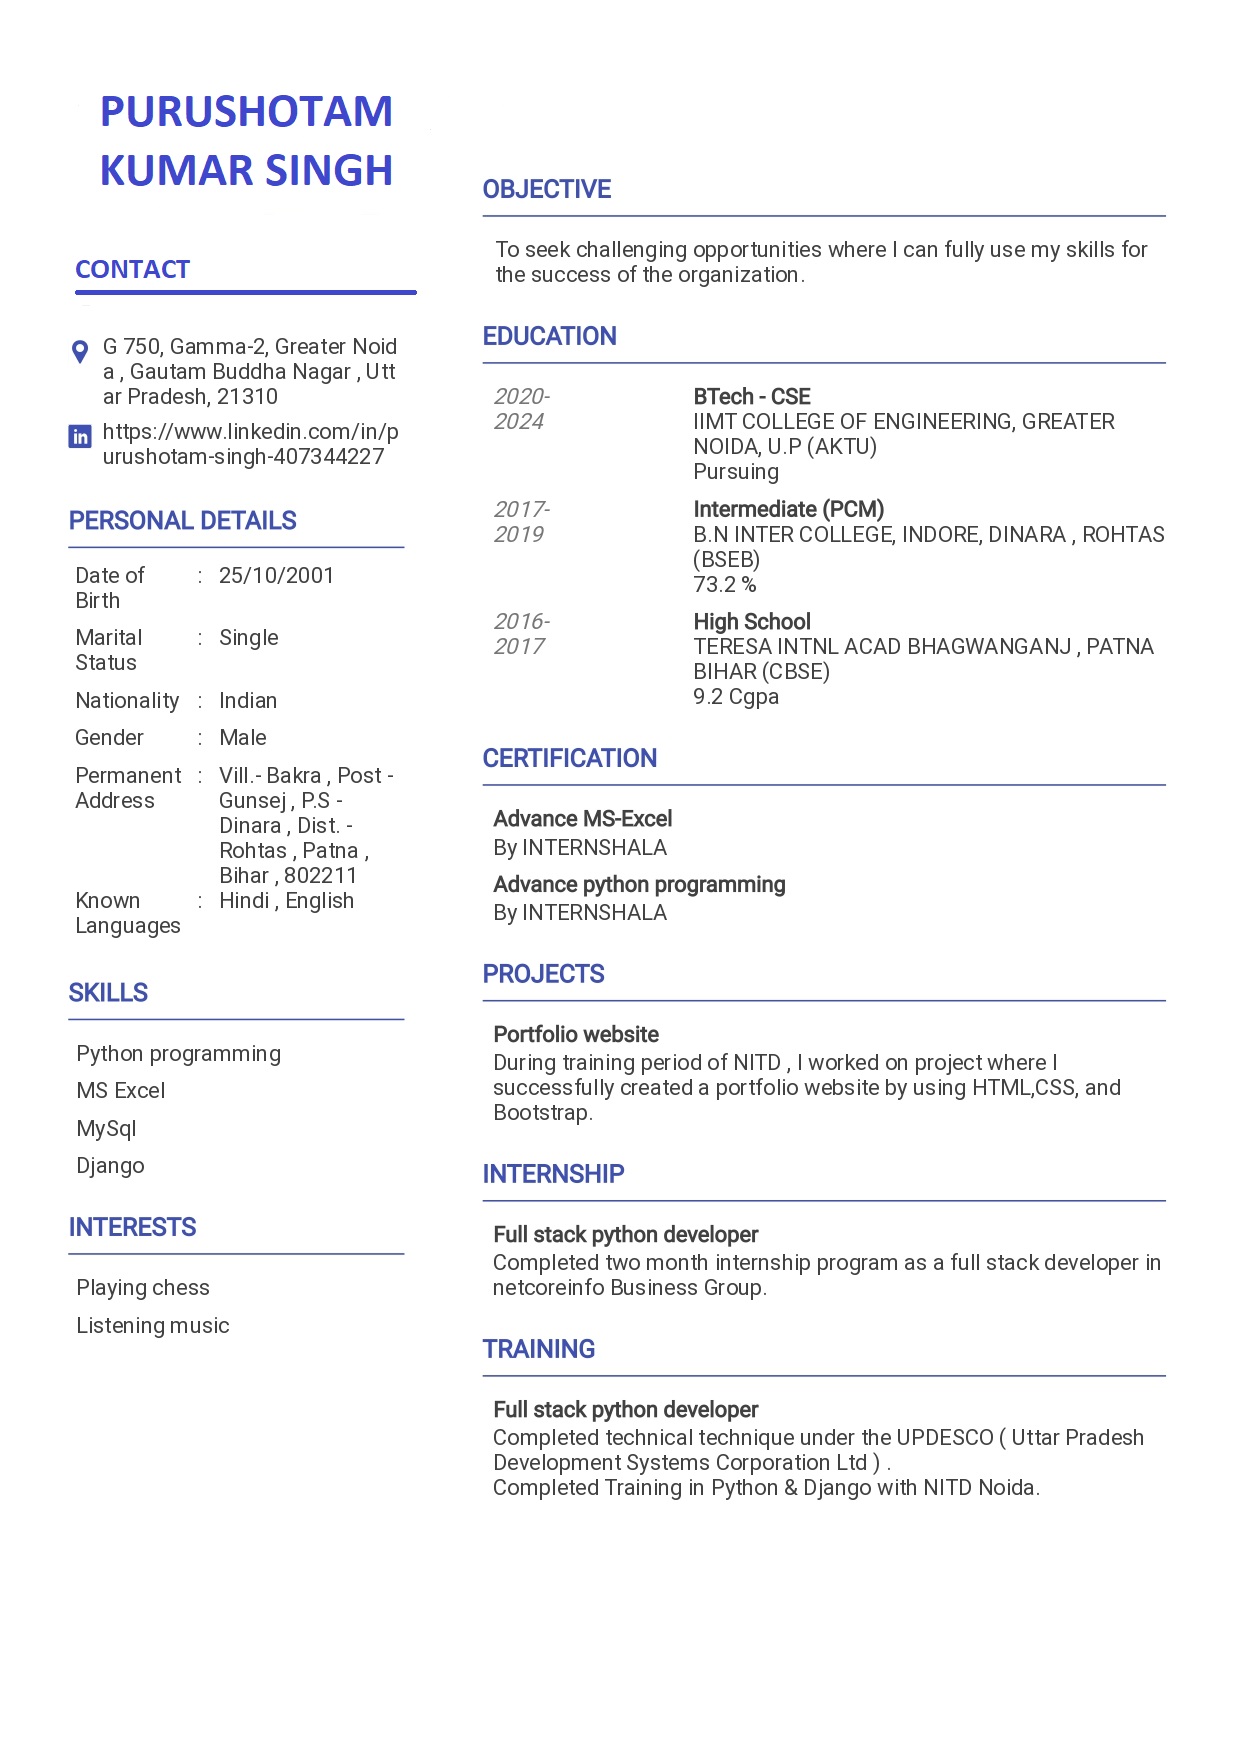 PURUSHOTAM
KUMAR SINGH
CONTACT
G 750, Gamma-2, Greater Noid
a , Gautam Buddha Nagar , Utt
ar Pradesh, 21310
https://www.linkedin.com/in/p
urushotam-singh-407344227
PERSONAL DETAILS
Date of : 25/10/2001
Birth
Marital : Single
Status
Nationality : Indian
Gender : Male
Permanent : Vill.- Bakra , Post -
Address Gunsej , P.S -
Dinara , Dist. -
Rohtas , Patna ,
Bihar , 802211
Known : Hindi , English
Languages
SKILLS
Python programming
MS Excel
MySql
Django
INTERESTS
Playing chess
Listening music
OBJECTIVE
To seek challenging opportunities where I can fully use my skills for
the success of the organization.
EDUCATION
2020- BTech - CSE
2024 IIMT COLLEGE OF ENGINEERING, GREATER
NOIDA, U.P (AKTU)
Pursuing
2017- Intermediate (PCM)
2019 B.N INTER COLLEGE, INDORE, DINARA , ROHTAS
(BSEB)
73.2 %
2016- High School
2017 TERESA INTNL ACAD BHAGWANGANJ , PATNA
BIHAR (CBSE)
9.2 Cgpa
CERTIFICATION
Advance MS-Excel
By INTERNSHALA
Advance python programming
By INTERNSHALA
PROJECTS
Portfolio website
During training period of NITD , I worked on project where I
successfully created a portfolio website by using HTML,CSS, and
Bootstrap.
INTERNSHIP
Full stack python developer
Completed two month internship program as a full stack developer in
netcoreinfo Business Group.
TRAINING
Full stack python developer
Completed technical technique under the UPDESCO ( Uttar Pradesh
Development Systems Corporation Ltd ) .
Completed Training in Python & Django with NITD Noida.